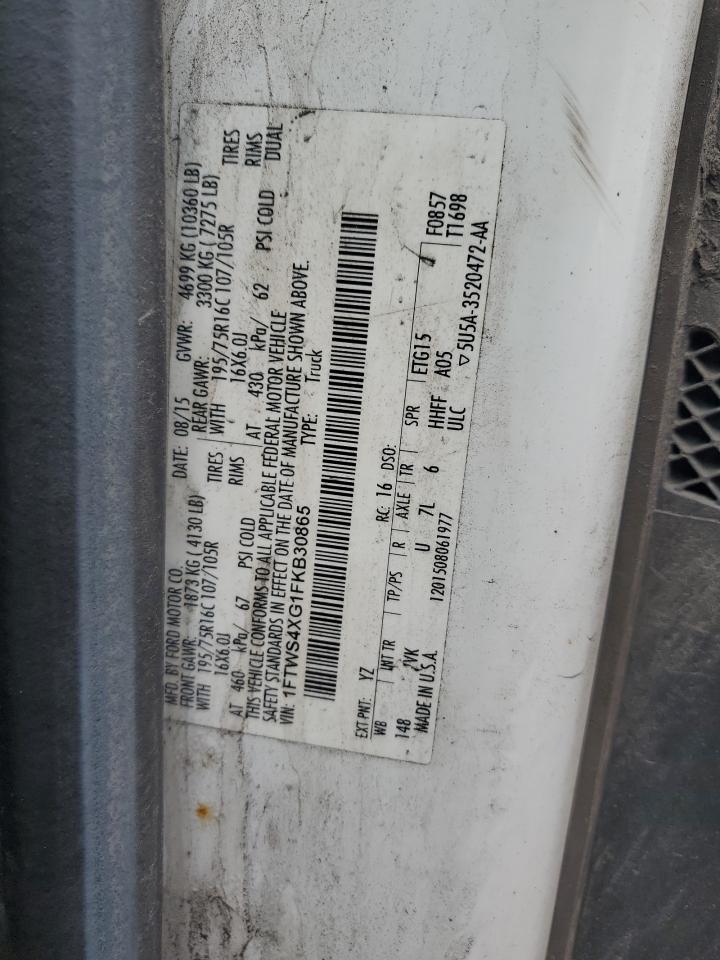 MFD. BY FORD MOTOR CO. DATE: 08/15 GVWR: 4699 KG (10360 LB)
FRONT GAWR: 1873 KG ( 4130 LB) REAR GAWR: 3300 KG ( 7275 LB)
WITH 195/75R16C 107/105R TIRES WITH 195/75R16C 107/105R TIRES
16X6.0J RIMS 16X6.0J RIMS
AT 460 kPa/ 67 PSI COLD AT 430 kPa/ 62 PSI COLD DUAL
THIS VEHICLE CONFORMS TO ALL APPLICABLE FEDERAL MOTOR VEHICLE
SAFETY STANDARDS IN EFFECT ON THE DATE OF MANUFACTURE SHOWN ABOVE.
VIN: 1FTWS4XG1FKB30865 TYPE: Truck
EXT PNT: YZ RC: 16 DSO: F0857
WB INT TR TP/PS R AXLE TR SPR ETG15 T1698
148 VK U 7L 6 HHFF A05
MADE IN U.S.A. 1201508061977 ULC ▽ 5U5A-3520472-AA